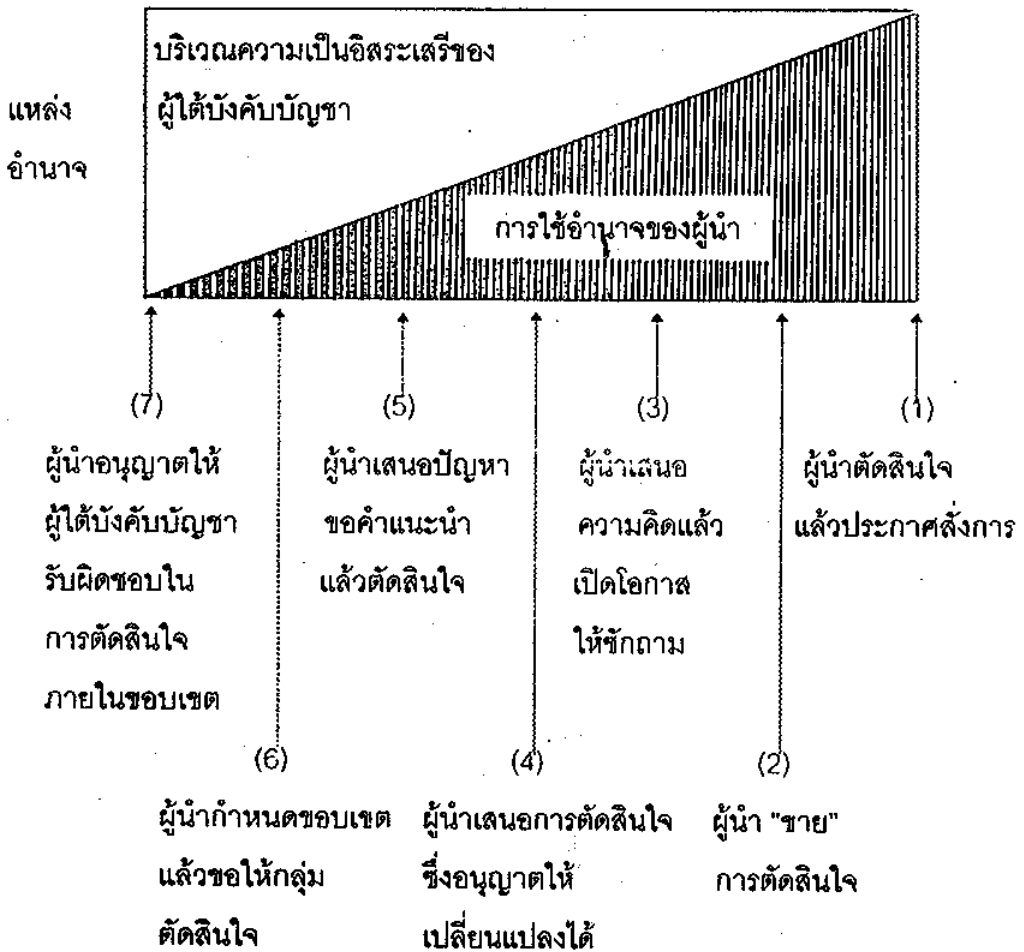 บริเวณความเป็นอิสระเสรีของ
ผู้ใต้บังคับบัญชา
แหล่ง
อำนาจ
การใช้อำนาจของผู้นำ
(7)
ผู้นำอนุญาตให้
ผู้ใต้บังคับบัญชา
รับผิดชอบใน
การตัดสินใจ
ภายในขอบเขต
(5)
ผู้นำเสนอปัญหา
ขอคำแนะนำ
แล้วตัดสินใจ
(3)
ผู้นำเสนอ
ความคิดแล้ว
เปิดโอกาส
ให้ซักถาม
(1)
ผู้นำตัดสินใจ
แล้วประกาศสั่งการ
(6)
ผู้นำกำหนดขอบเขต
แล้วขอให้กลุ่ม
ตัดสินใจ
(4)
ผู้นำเสนอการตัดสินใจ
ซึ่งอนุญาตให้
เปลี่ยนแปลงได้
(2)
ผู้นำ "ขาย"
การตัดสินใจ